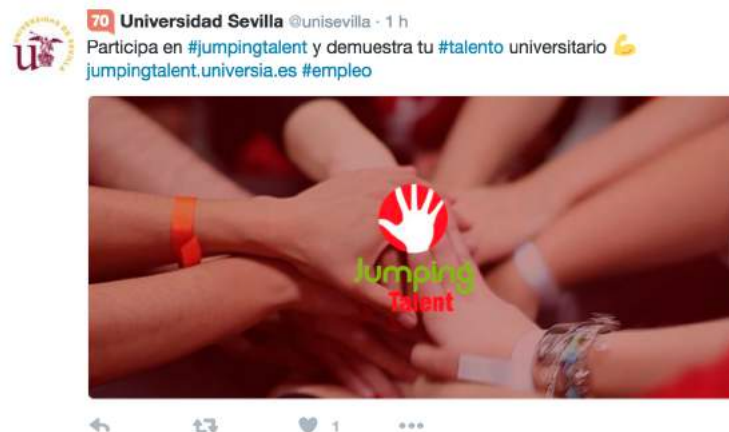 70 Universidad Sevilla @unisevilla · 1 h
Participa en #jumpingtalent y demuestra tu #talento universitario 💪
jumpingtalent.universia.es #empleo
Jumping
Talent
1